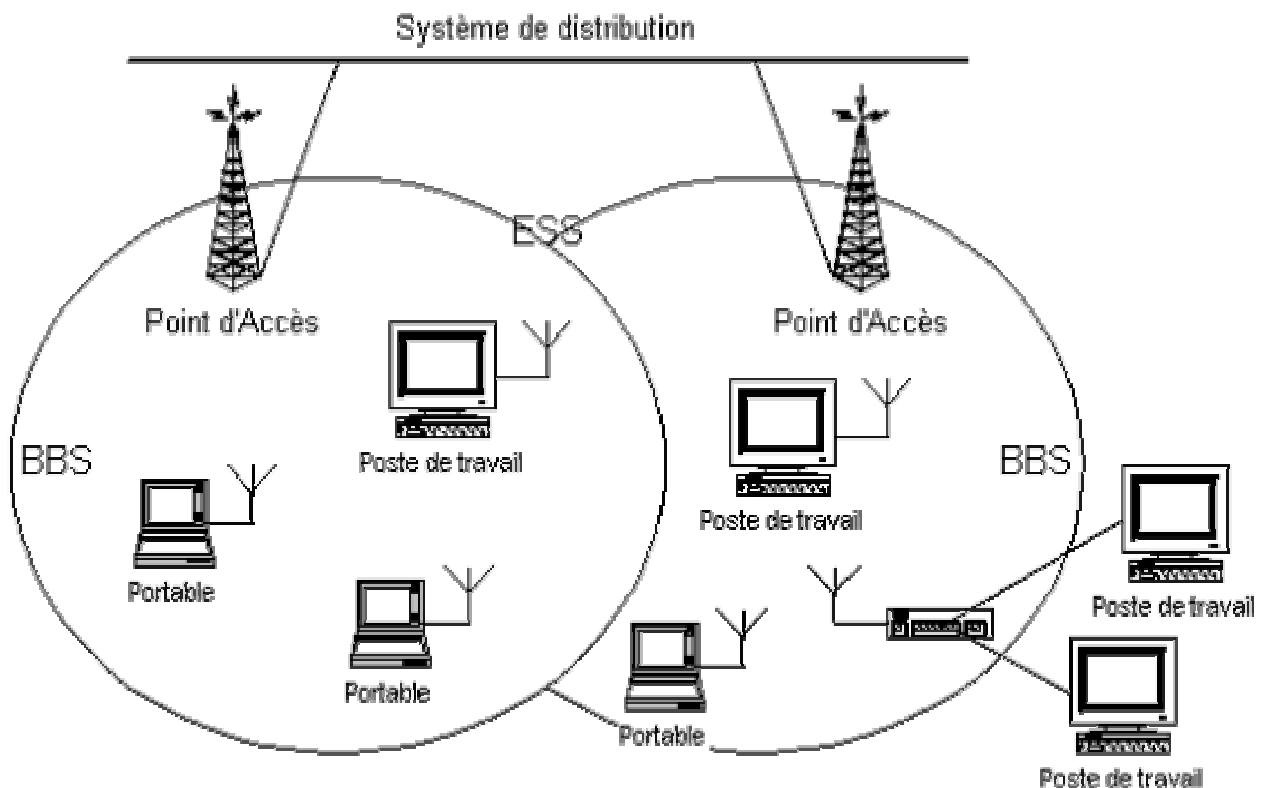 Système de distribution
ESS
Point d'Accès
Point d'Accès
BBS
Poste de travail
BBS
Poste de travail
Portable
Poste de travail
Portable
Portable
Poste de travail